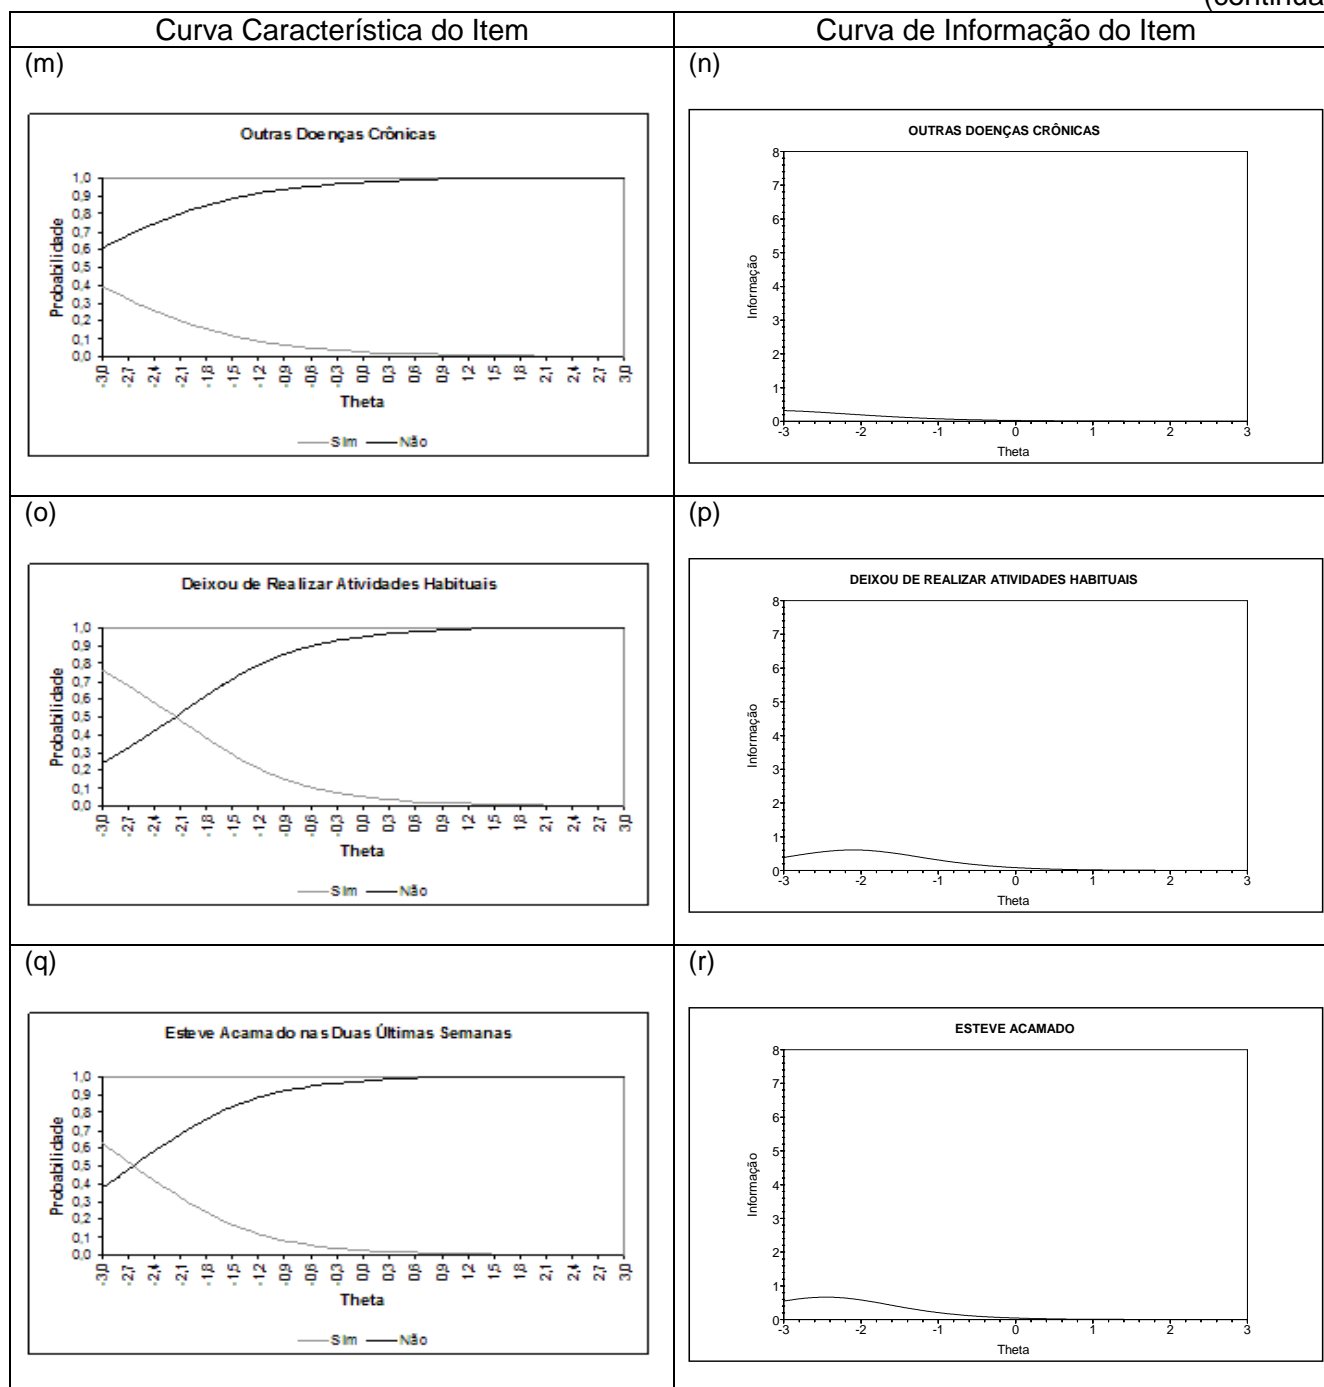 (continua
Curva Característica do Item
Curva de Informação do Item
(m)
Outras Doenças Crônicas
Probabilidade
1,0
0,9
0,8
0,7
0,6
0,5
0,4
0,3
0,2
0,1
0,0
-3,0 -2,7 -2,4 -2,1 -1,8 -1,5 -1,2 -0,9 -0,6 -0,3 0,0 0,3 0,6 0,9 1,2 1,5 1,8 2,1 2,4 2,7 3,0
Theta
Sim Não
(n)
OUTRAS DOENÇAS CRÔNICAS
Informação
8
7
6
5
4
3
2
1
0
-3 -2 -1 0 1 2 3
Theta
(o)
Deixou de Realizar Atividades Habituais
Probabilidade
1,0
0,9
0,8
0,7
0,6
0,5
0,4
0,3
0,2
0,1
0,0
-3,0 -2,7 -2,4 -2,1 -1,8 -1,5 -1,2 -0,9 -0,6 -0,3 0,0 0,3 0,6 0,9 1,2 1,5 1,8 2,1 2,4 2,7 3,0
Theta
Sim Não
(p)
DEIXOU DE REALIZAR ATIVIDADES HABITUAIS
Informação
8
7
6
5
4
3
2
1
0
-3 -2 -1 0 1 2 3
Theta
(q)
Esteve Acamado nas Duas Últimas Semanas
Probabilidade
1,0
0,9
0,8
0,7
0,6
0,5
0,4
0,3
0,2
0,1
0,0
-3,0 -2,7 -2,4 -2,1 -1,8 -1,5 -1,2 -0,9 -0,6 -0,3 0,0 0,3 0,6 0,9 1,2 1,5 1,8 2,1 2,4 2,7 3,0
Theta
Sim Não
(r)
ESTEVE ACAMADO
Informação
8
7
6
5
4
3
2
1
0
-3 -2 -1 0 1 2 3
Theta